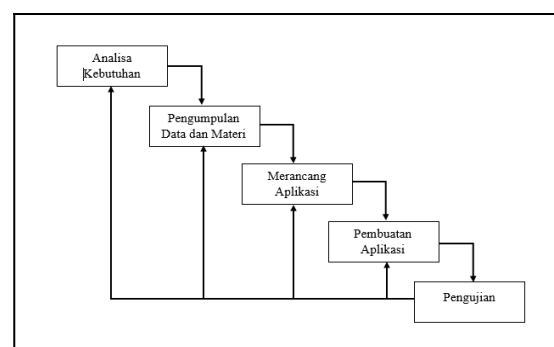 Analisa
Kebutuhan
Pengumpulan
Data dan Materi
Merancang
Aplikasi
Pembuatan
Aplikasi
Pengujian